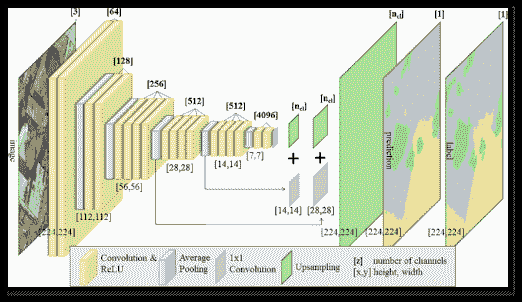 [3]
[64]
[128]
[256]
[512]
[512]
[4096]
[n_cl]
[n_cl]
[n_cl]
[1]
[1]
prediction
label
+
+
[7,7]
[14,14]
[28,28]
[56,56]
[112,112]
[14,14]
[28,28]
[224,224]
[224,224]
[224,224]
[224,224]
Convolution &
ReLU
Average
Pooling
1x1
Convolution
Upsampling
[z] number of channels
[x,y] height, width